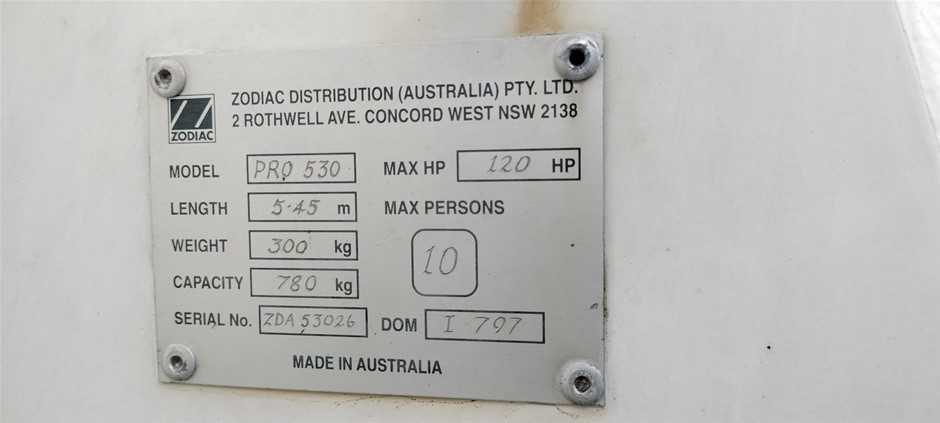 ZODIAC DISTRIBUTION (AUSTRALIA) PTY. LTD.
2 ROTHWELL AVE. CONCORD WEST NSW 2138
ZODIAC
MODEL PRO 530 MAX HP 120 HP
LENGTH 5.45 m MAX PERSONS
WEIGHT 300 kg
10
CAPACITY 780 kg
SERIAL No. ZDA 53026 DOM I 797
MADE IN AUSTRALIA